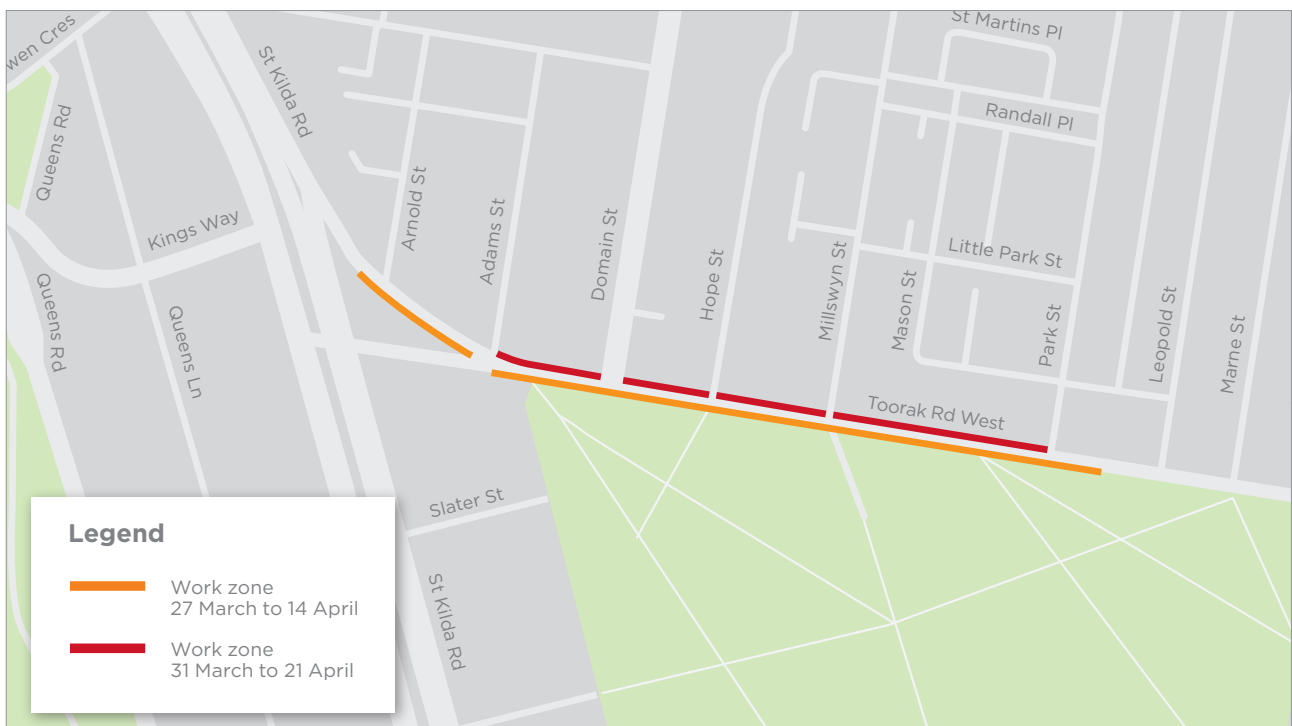 wen Cres
St Kilda Rd
St Martins Pl
Queens Rd
Randall Pl
Kings Way
Arnold St
Adams St
Domain St
Hope St
Millswyn St
Mason St
Little Park St
Park St
Leopold St
Marne St
Queens Rd
Queens Ln
Toorak Rd West
Slater St
St Kilda Rd
Legend
Work zone
27 March to 14 April
Work zone
31 March to 21 April